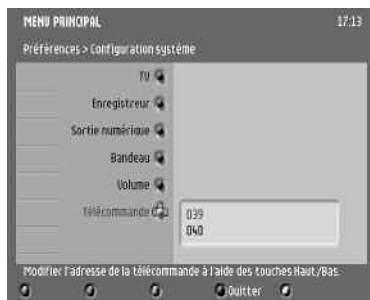 MENU PRINCIPAL 17:13
Préférences > Configuration système
TV
Enregistreur
Sortie numérique
Bandeau
Volume
Télécommande
039
040
Modifier l'adresse de la télécommande à l'aide des touches Haut/Bas.
Quitter